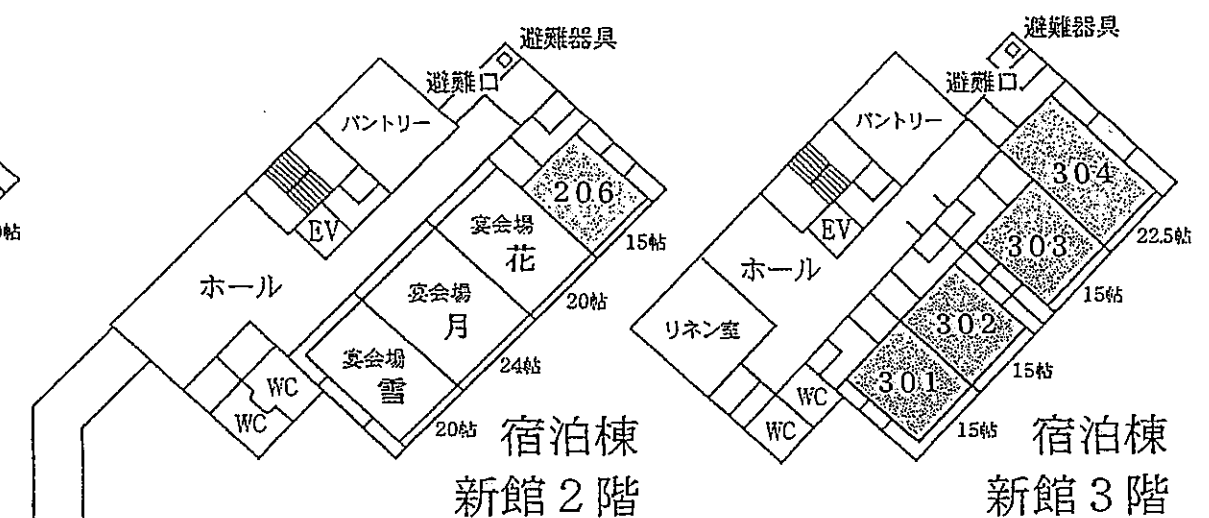 避難器具
避難口
パントリー
EV
ホール
206
15帖
宴会場
花
20帖
宴会場
月
24帖
宴会場
雪
20帖
WC
WC
宿泊棟
新館2階
避難器具
避難口
パントリー
EV
ホール
リネン室
304
22.5帖
303
15帖
302
15帖
301
15帖
WC
WC
宿泊棟
新館3階